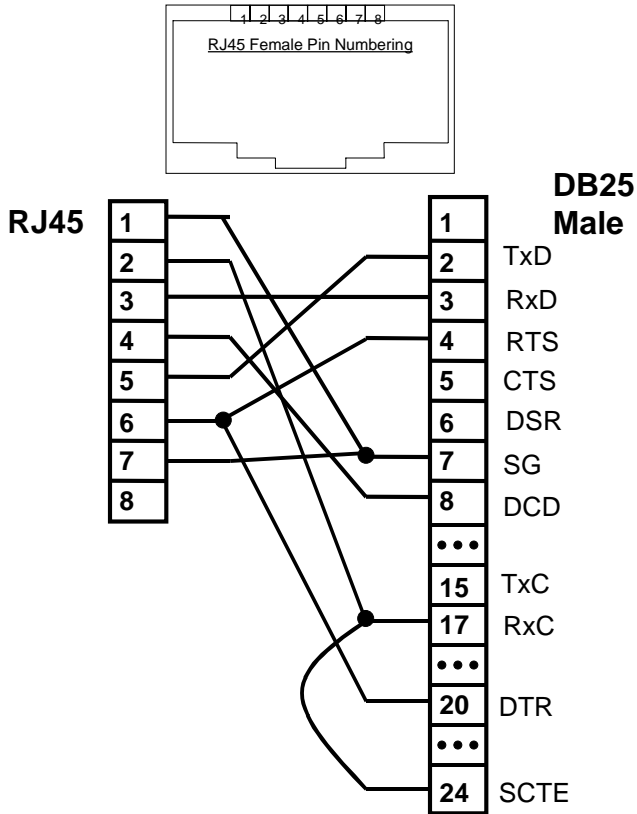 1 2 3 4 5 6 7 8
RJ45 Female Pin Numbering
DB25
Male
RJ45
1
2
3
4
5
6
7
8
1
2 TxD
3 RxD
4 RTS
5 CTS
6 DSR
7 SG
8 DCD
•••
15 TxC
17 RxC
•••
20 DTR
•••
24 SCTE